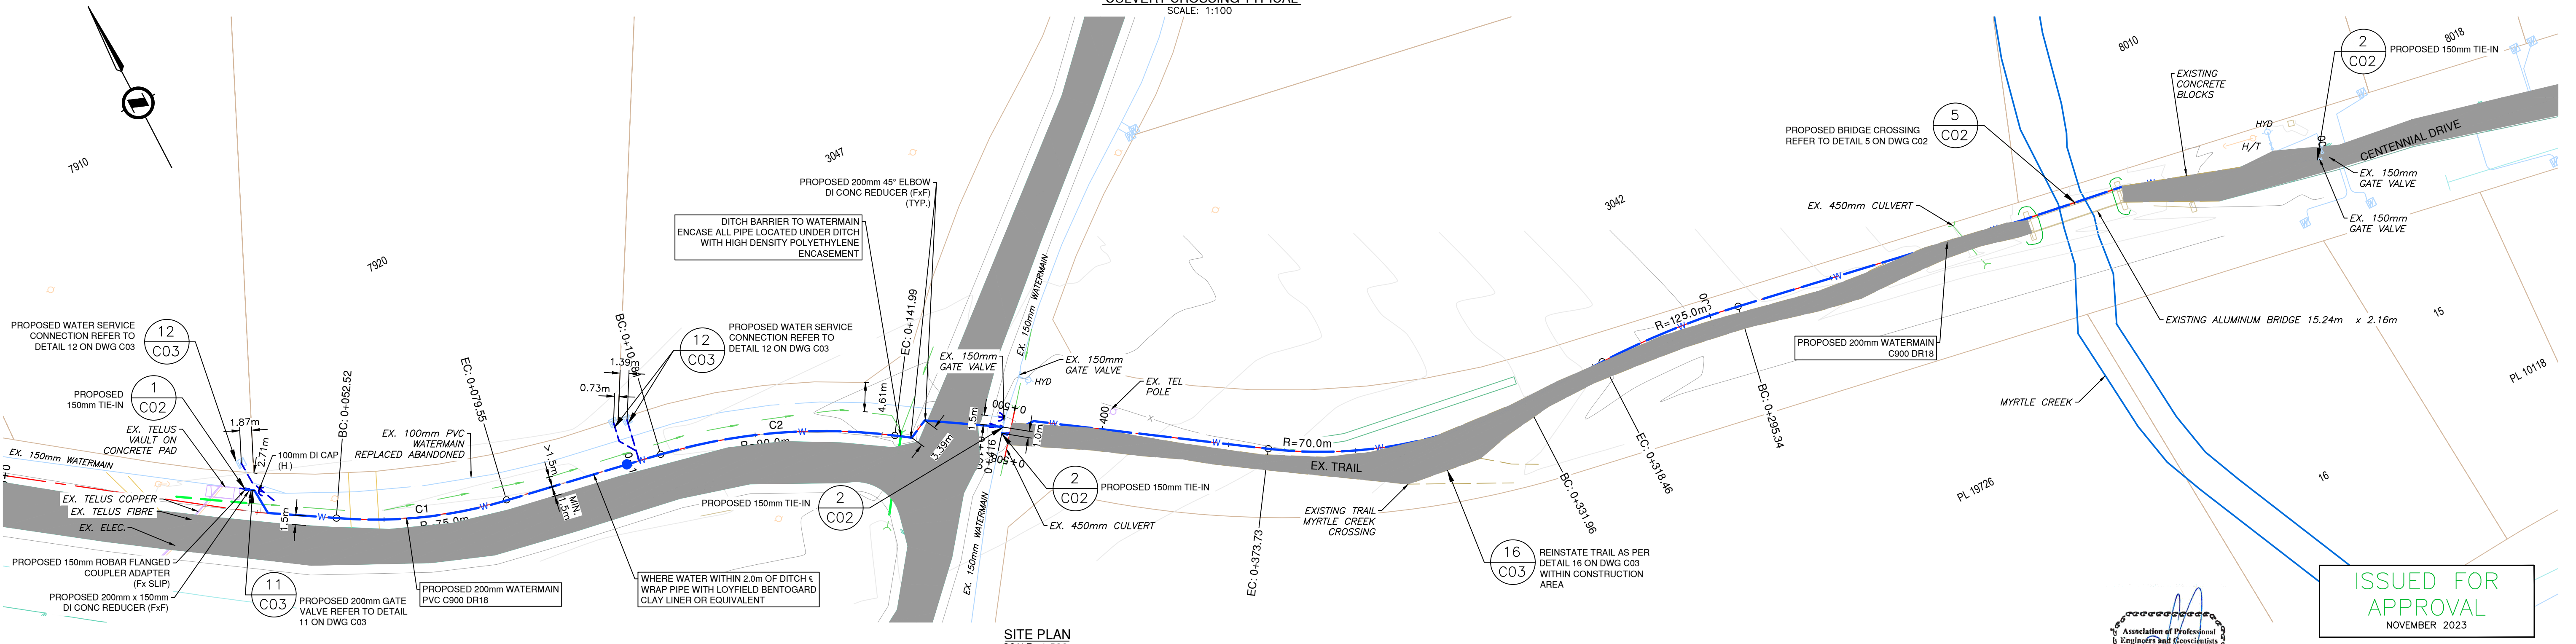 SCALE: 1:100
7910
7920
3047
3042
8010
8018
15
16
PL 10118
PL 19726
PROPOSED WATER SERVICE
CONNECTION REFER TO
DETAIL 12 ON DWG C03
12
C03
PROPOSED
150mm TIE-IN
1
C02
EX. TELUS
VAULT ON
CONCRETE PAD
1.87m
2.71m
100mm DI CAP
(H )
EX. 150mm WATERMAIN
EX. TELUS COPPER
EX. TELUS FIBRE
EX. ELEC.
PROPOSED 150mm ROBAR FLANGED
COUPLER ADAPTER
(Fx SLIP)
PROPOSED 200mm x 150mm
DI CONC REDUCER (FxF)
11
C03
PROPOSED 200mm GATE
VALVE REFER TO DETAIL
11 ON DWG C03
1.5m
W
BC: 0+052.52
EX. 100mm PVC
WATERMAIN
REPLACED ABANDONED
C1
R=75.0m
W
EC: 0+079.55
PROPOSED 200mm WATERMAIN
PVC C900 DR18
>1.5m
MIN.
1.5m
0.73m
1.39m
W
12
C03
PROPOSED WATER SERVICE
CONNECTION REFER TO
DETAIL 12 ON DWG C03
WHERE WATER WITHIN 2.0m OF DITCH ℄
WRAP PIPE WITH LOYFIELD BENTOGARD
CLAY LINER OR EQUIVALENT
C2
R=90.0m
W
DITCH BARRIER TO WATERMAIN
ENCASE ALL PIPE LOCATED UNDER DITCH
WITH HIGH DENSITY POLYETHYLENE
ENCASEMENT
PROPOSED 200mm 45° ELBOW
DI CONC REDUCER (FxF)
(TYP.)
4.61m
EC: 0+141.99
3.39m
EX. 150mm
GATE VALVE
1.5m
0+500
1.0m
EX. 150mm WATERMAIN
EX. 150mm
GATE VALVE
HYD
EX. TEL
POLE
W
400
PROPOSED 150mm TIE-IN
2
C02
2
C02
PROPOSED 150mm TIE-IN
EX. 450mm CULVERT
EX. 150mm WATERMAIN
W
EC: 0+373.73
R=70.0m
W
EX. TRAIL
EXISTING TRAIL
MYRTLE CREEK
CROSSING
16
C03
REINSTATE TRAIL AS PER
DETAIL 16 ON DWG C03
WITHIN CONSTRUCTION
AREA
BC: 0+331.96
EC: 0+318.46
R=125.0m
W
BC: 0+295.34
W
PROPOSED 200mm WATERMAIN
C900 DR18
EX. 450mm CULVERT
PROPOSED BRIDGE CROSSING
REFER TO DETAIL 5 ON DWG C02
5
C02
EXISTING
CONCRETE
BLOCKS
HYD
H/T
2
C02
PROPOSED 150mm TIE-IN
CENTENNIAL DRIVE
EX. 150mm
GATE VALVE
EX. 150mm
GATE VALVE
EXISTING ALUMINUM BRIDGE 15.24m x 2.16m
MYRTLE CREEK
SITE PLAN
ISSUED FOR
APPROVAL
NOVEMBER 2023
Association of Professional
Engineers and Geoscientists